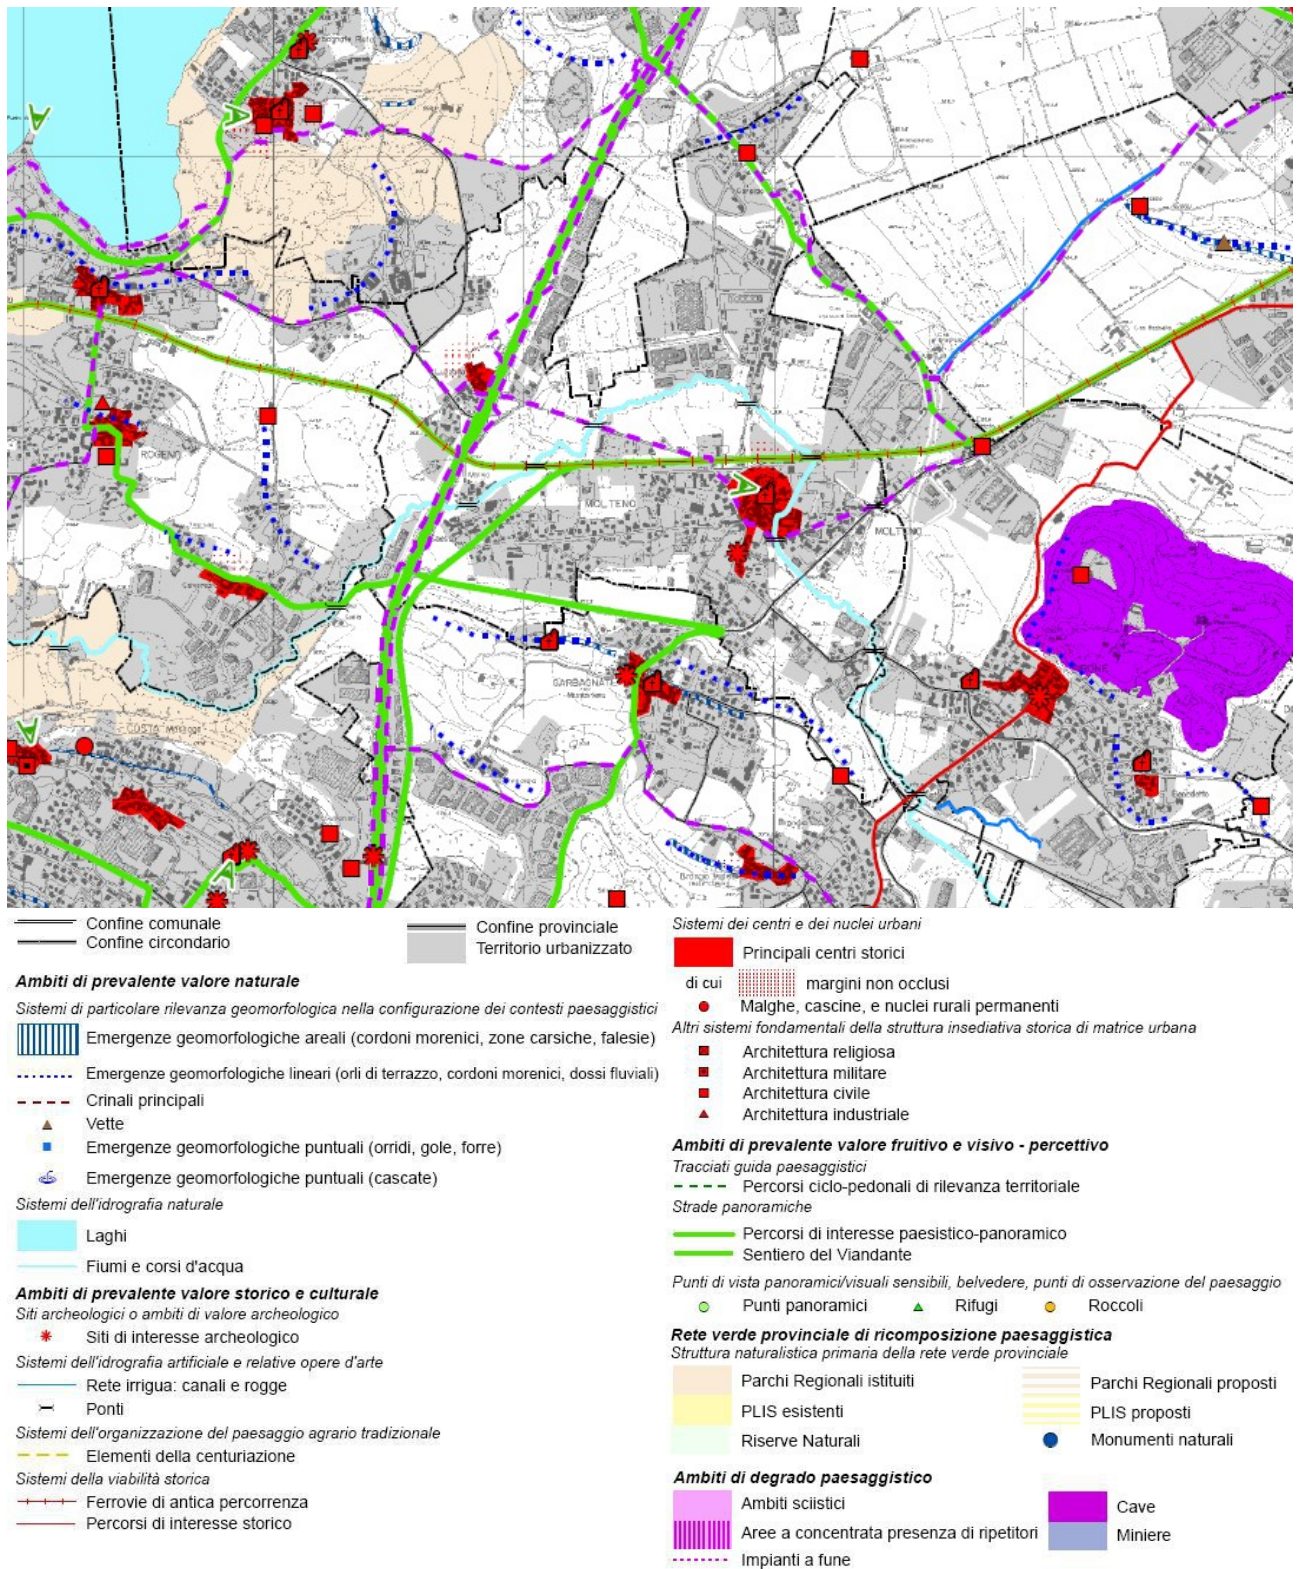 ROGENO
MOLTENO
MOLTENO
GARBAGNATE
COSTA
Confine comunale
Confine circondario
Confine provinciale
Territorio urbanizzato
Ambiti di prevalente valore naturale
Sistemi di particolare rilevanza geomorfologica nella configurazione dei contesti paesaggistici
Emergenze geomorfologiche areali (cordoni morenici, zone carsiche, falesie)
Emergenze geomorfologiche lineari (orli di terrazzo, cordoni morenici, dossi fluviali)
Crinali principali
Vette
Emergenze geomorfologiche puntuali (orridi, gole, forre)
Emergenze geomorfologiche puntuali (cascate)
Sistemi dell'idrografia naturale
Laghi
Fiumi e corsi d'acqua
Ambiti di prevalente valore storico e culturale
Siti archeologici o ambiti di valore archeologico
Siti di interesse archeologico
Sistemi dell'idrografia artificiale e relative opere d'arte
Rete irrigua: canali e rogge
Ponti
Sistemi dell'organizzazione del paesaggio agrario tradizionale
Elementi della centuriazione
Sistemi della viabilità storica
Ferrovie di antica percorrenza
Percorsi di interesse storico
Sistemi dei centri e dei nuclei urbani
Principali centri storici
di cui margini non occlusi
Malghe, cascine, e nuclei rurali permanenti
Altri sistemi fondamentali della struttura insediativa storica di matrice urbana
Architettura religiosa
Architettura militare
Architettura civile
Architettura industriale
Ambiti di prevalente valore fruitivo e visivo - percettivo
Tracciati guida paesaggistici
Percorsi ciclo-pedonali di rilevanza territoriale
Strade panoramiche
Percorsi di interesse paesistico-panoramico
Sentiero del Viandante
Punti di vista panoramici/visuali sensibili, belvedere, punti di osservazione del paesaggio
Punti panoramici
Rifugi
Roccoli
Rete verde provinciale di ricomposizione paesaggistica
Struttura naturalistica primaria della rete verde provinciale
Parchi Regionali istituiti
Parchi Regionali proposti
PLIS esistenti
PLIS proposti
Riserve Naturali
Monumenti naturali
Ambiti di degrado paesaggistico
Ambiti sciistici
Cave
Aree a concentrata presenza di ripetitori
Miniere
Impianti a fune